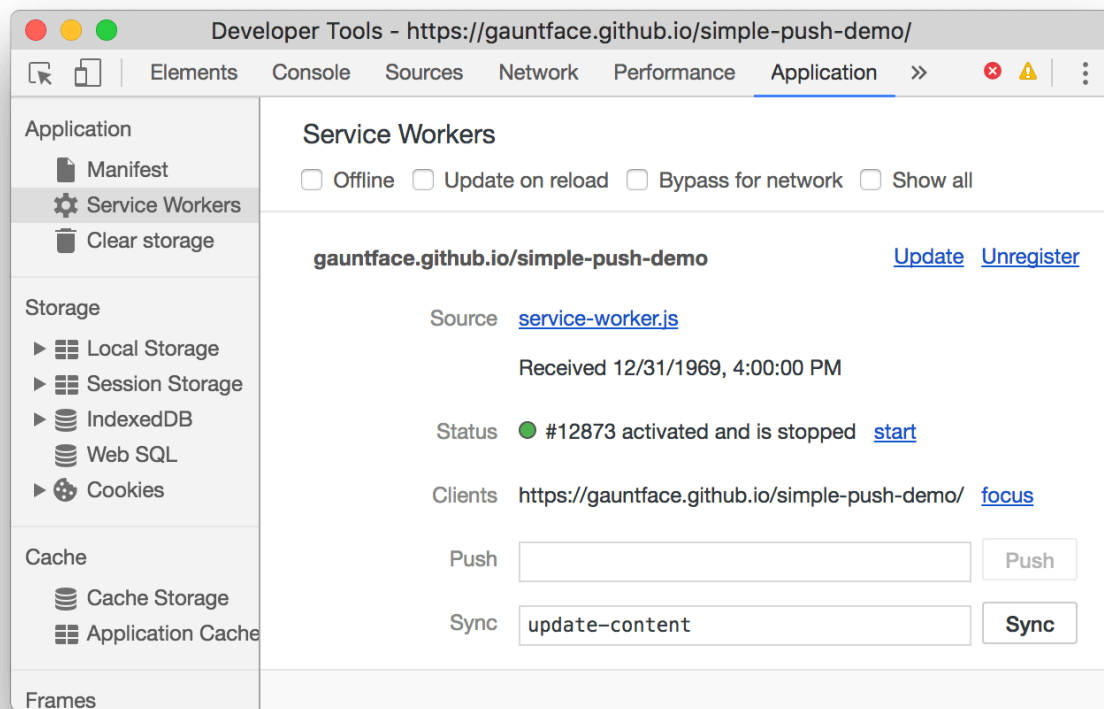 Developer Tools - https://gauntface.github.io/simple-push-demo/
Elements Console Sources Network Performance Application »
Application
Manifest
Service Workers
Clear storage
Storage
Local Storage
Session Storage
IndexedDB
Web SQL
Cookies
Cache
Cache Storage
Application Cache
Frames
Service Workers
Offline Update on reload Bypass for network Show all
gauntface.github.io/simple-push-demo Update Unregister
Source service-worker.js
Received 12/31/1969, 4:00:00 PM
Status #12873 activated and is stopped start
Clients https://gauntface.github.io/simple-push-demo/ focus
Push Push
Sync update-content Sync